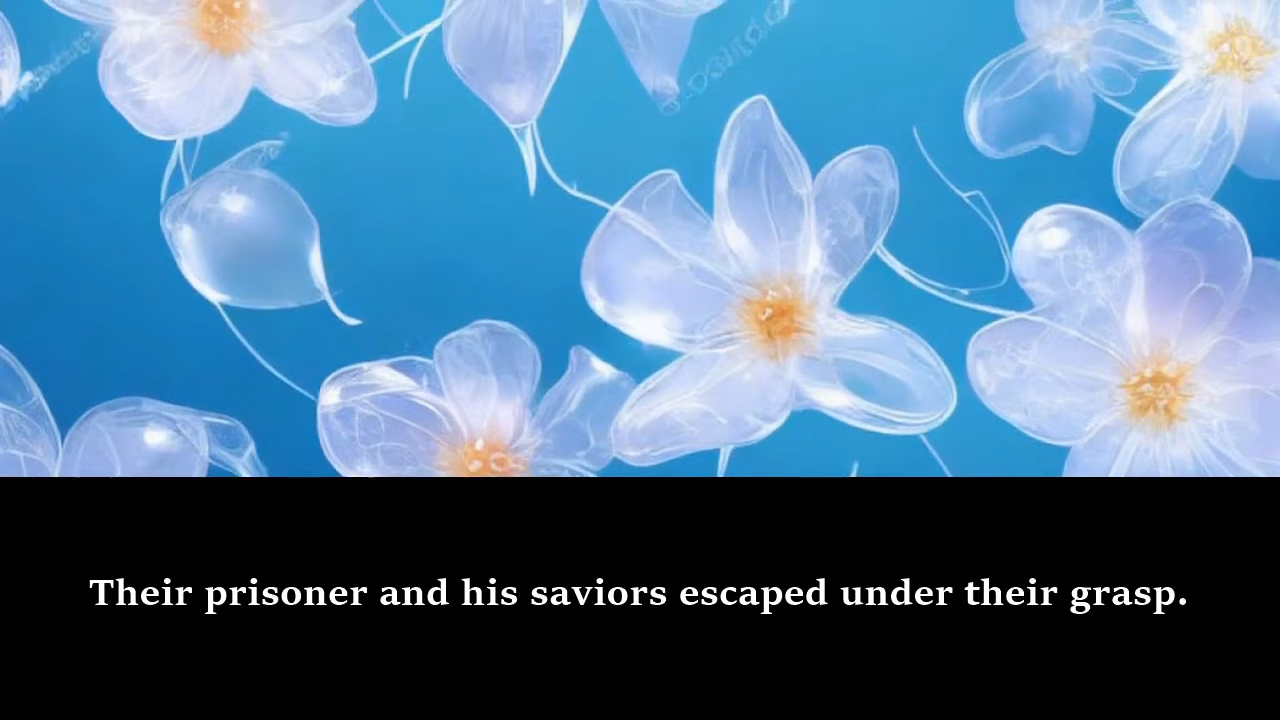 Their prisoner and his saviors escaped under their grasp.